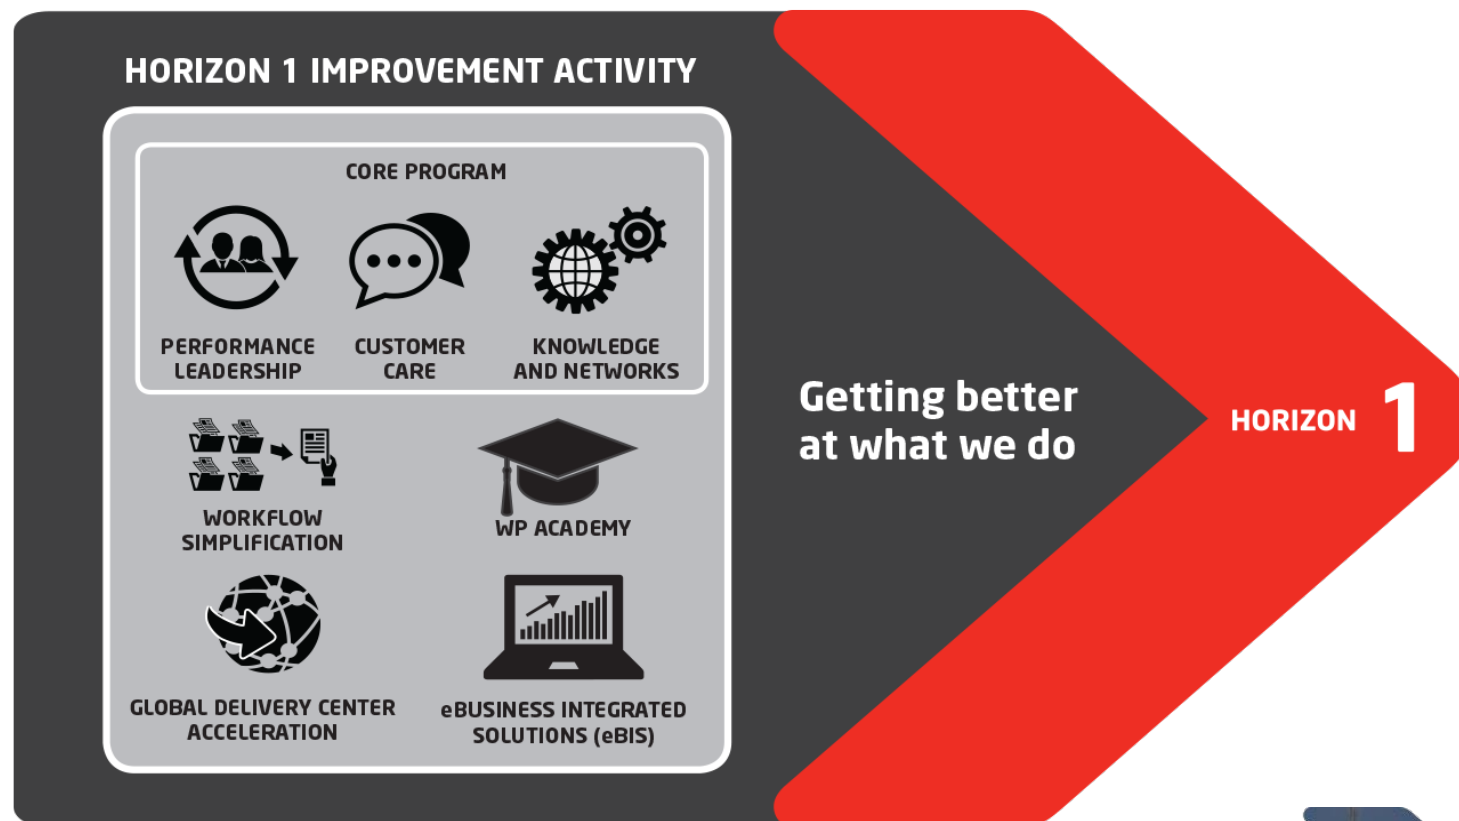 HORIZON 1 IMPROVEMENT ACTIVITY
CORE PROGRAM
PERFORMANCE
LEADERSHIP
CUSTOMER
CARE
KNOWLEDGE
AND NETWORKS
WORKFLOW
SIMPLIFICATION
WP ACADEMY
GLOBAL DELIVERY CENTER
ACCELERATION
eBUSINESS INTEGRATED
SOLUTIONS (eBIS)
Getting better
at what we do
HORIZON 1